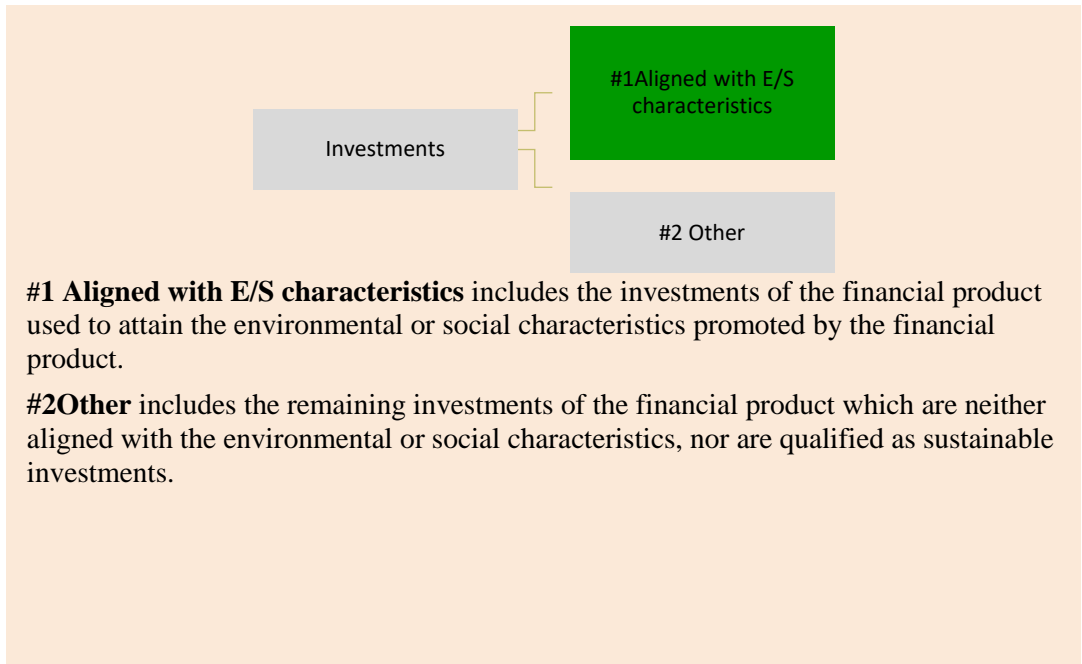 #1Aligned with E/S
characteristics
Investments
#2 Other
#1 Aligned with E/S characteristics includes the investments of the financial product
used to attain the environmental or social characteristics promoted by the financial
product.
#2Other includes the remaining investments of the financial product which are neither
aligned with the environmental or social characteristics, nor are qualified as sustainable
investments.